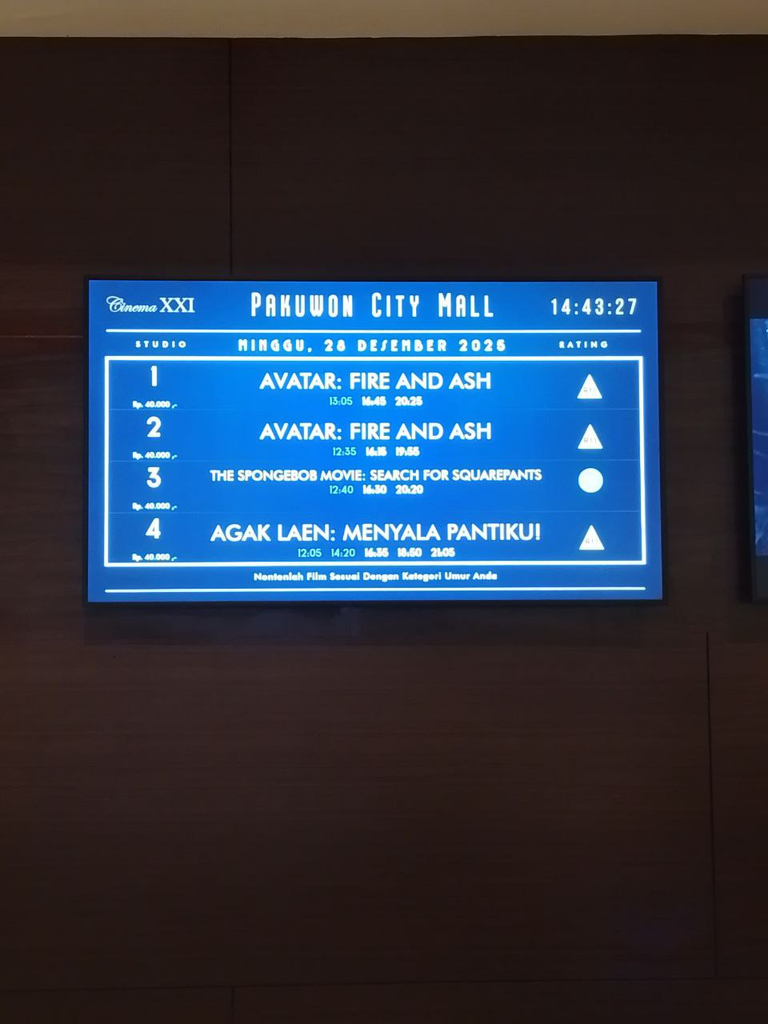 Cinema XXI PAKUWON CITY MALL 14:43:27
STUDIO MINGGU, 28 DESEMBER 2025 RATING
1 AVATAR: FIRE AND ASH
Rp. 40.000 ,- 13:05 16:45 20:25
2 AVATAR: FIRE AND ASH
Rp. 40.000 ,- 12:35 16:15 19:55
3 THE SPONGEBOB MOVIE: SEARCH FOR SQUAREPANTS
Rp. 40.000 ,- 12:40 16:30 20:20
4 AGAK LAEN: MENYALA PANTIKU!
Rp. 40.000 ,- 12:05 14:20 16:35 18:50 21:05
Nontonlah Film Sesuai Dengan Kategori Umur Anda